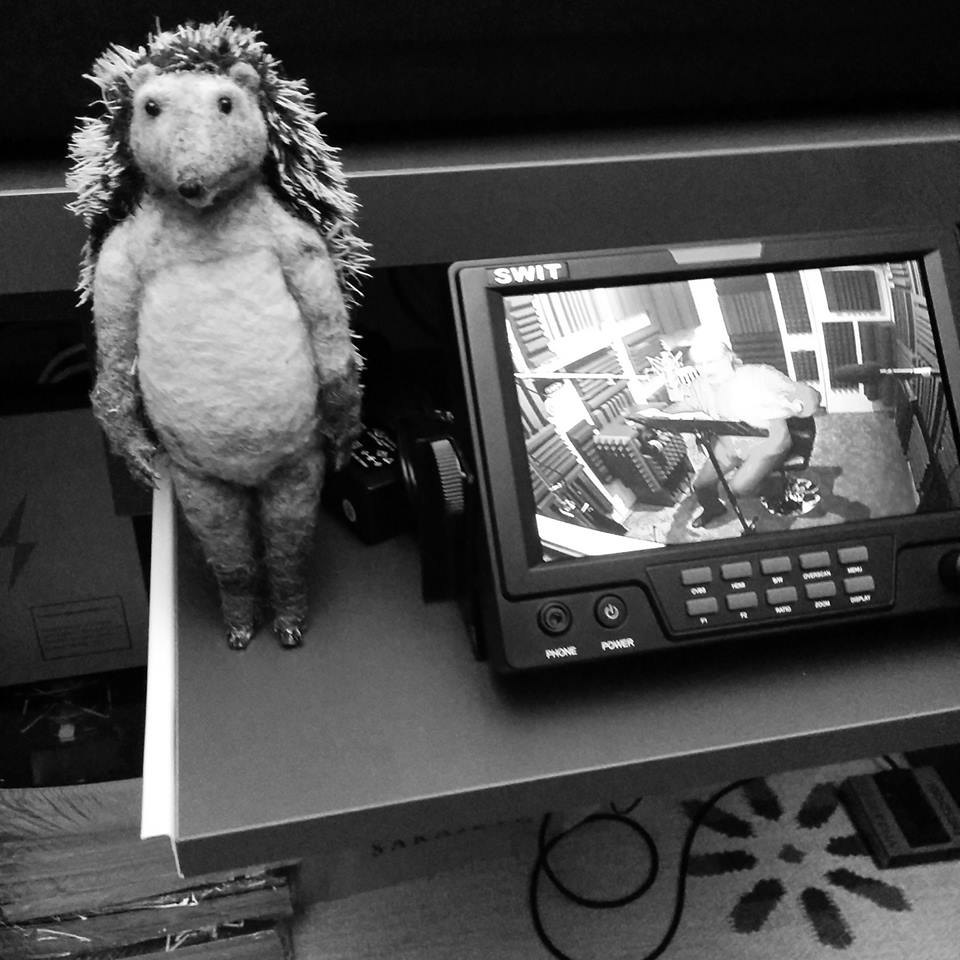 SWIT
CVBS HDMI B/W OVERSCAN MENU
F1 F2 RATIO ZOOM DISPLAY
PHONE POWER